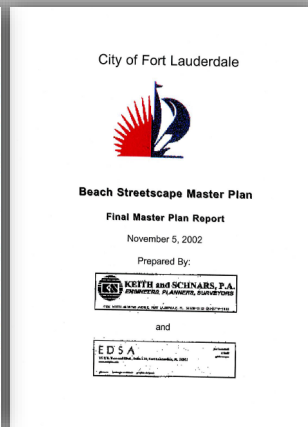 City of Fort Lauderdale
Beach Streetscape Master Plan
Final Master Plan Report
November 5, 2002
Prepared By:
KEITH and SCHNARS, P.A.
ENGINEERS, PLANNERS, SURVEYORS
and
EDSA